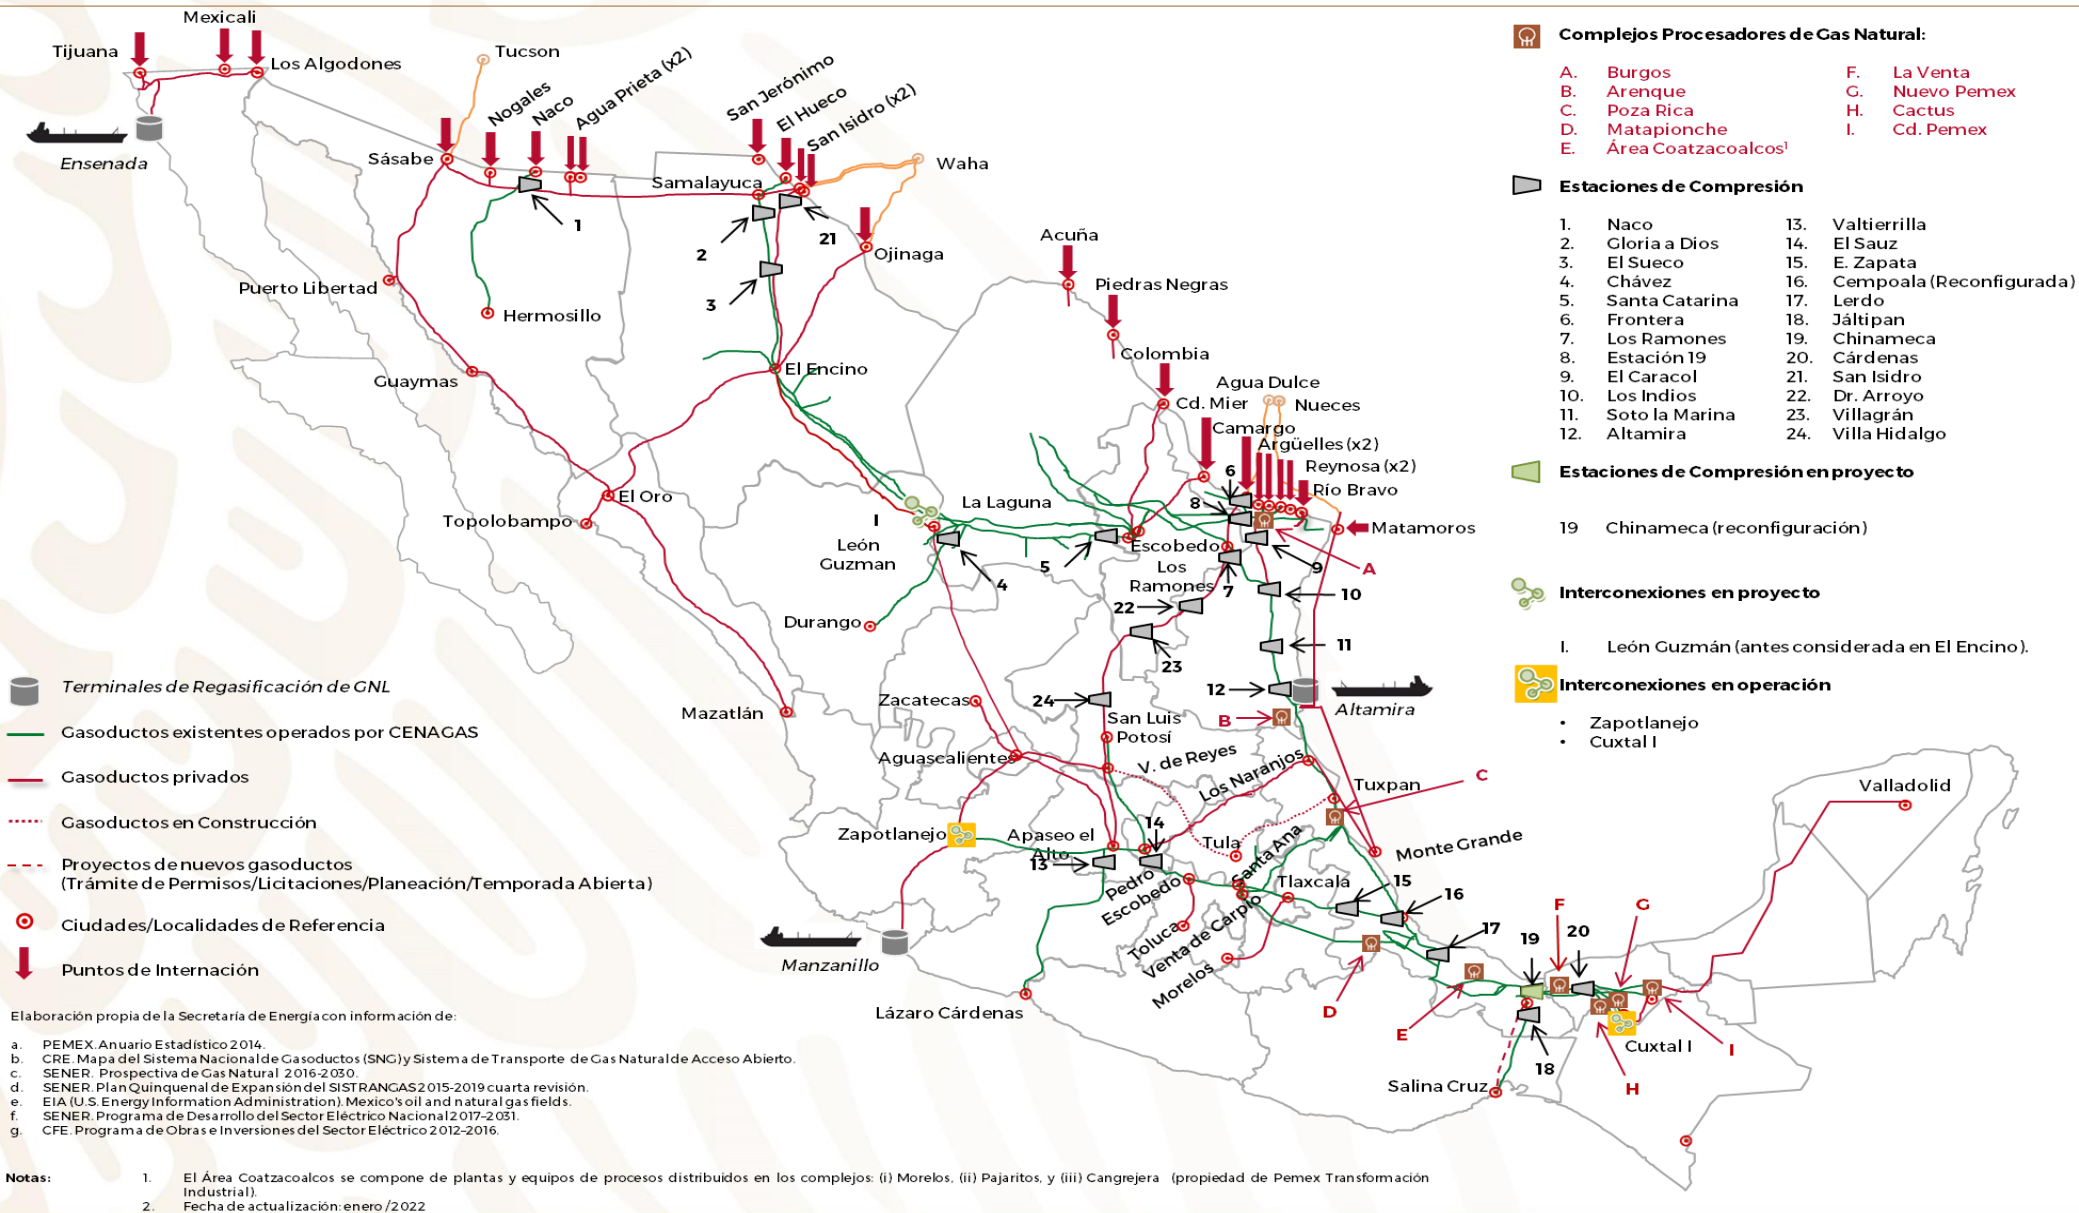 Mexicali
Tijuana
Los Algodones
Tucson
Nogales
Naco
Agua Prieta (x2)
San Jerónimo
El Hueco
San Isidro (x2)
Ensenada
Sásabe
Samalayuca
Waha
1
2
21
3
Ojinaga
Puerto Libertad
Hermosillo
Acuña
Piedras Negras
Colombia
Guaymas
El Encino
Agua Dulce
Nueces
Cd. Mier
Camargo
Argüelles (x2)
6
Reynosa (x2)
Río Bravo
El Oro
La Laguna
8
Topolobampo
I
Matamoros
León
Guzman
Escobedo
5
4
Los
Ramones
7
9
A
10
22
Durango
23
11
Zacatecas
24
12
Altamira
Mazatlán
San Luis
Potosí
B
Aguascalientes
V. de Reyes
Los Naranjos
C
Tuxpan
Valladolid
Zapotlanejo
Apaseo el
Alto
13
14
Tula
Santa Ana
Monte Grande
Pedro
Escobedo
Tlaxcala
15
16
Toluca
Venta de Carpio
Morelos
17
F
G
19
20
Manzanillo
D
E
Lázaro Cárdenas
Cuxtal I
I
18
H
Salina Cruz
Terminales de Regasificación de GNL
Gasoductos existentes operados por CENAGAS
Gasoductos privados
Gasoductos en Construcción
Proyectos de nuevos gasoductos
(Trámite de Permisos/Licitaciones/Planeación/Temporada Abierta)
Ciudades/Localidades de Referencia
Puntos de Internación
Complejos Procesadores de Gas Natural:
A. Burgos F. La Venta
B. Arenque G. Nuevo Pemex
C. Poza Rica H. Cactus
D. Matapionche I. Cd. Pemex
E. Área Coatzacoalcos¹
Estaciones de Compresión
1. Naco 13. Valtierrilla
2. Gloria a Dios 14. El Sauz
3. El Sueco 15. E. Zapata
4. Chávez 16. Cempoala (Reconfigurada)
5. Santa Catarina 17. Lerdo
6. Frontera 18. Jáltipan
7. Los Ramones 19. Chinameca
8. Estación 19 20. Cárdenas
9. El Caracol 21. San Isidro
10. Los Indios 22. Dr. Arroyo
11. Soto la Marina 23. Villagrán
12. Altamira 24. Villa Hidalgo
Estaciones de Compresión en proyecto
19 Chinameca (reconfiguración)
Interconexiones en proyecto
I. León Guzmán (antes considerada en El Encino).
Interconexiones en operación
• Zapotlanejo
• Cuxtal I
Elaboración propia de la Secretaría de Energía con información de:
a. PEMEX. Anuario Estadístico 2014.
b. CRE. Mapa del Sistema Nacional de Gasoductos (SNG) y Sistema de Transporte de Gas Natural de Acceso Abierto.
c. SENER. Prospectiva de Gas Natural 2016-2030.
d. SENER. Plan Quinquenal de Expansión del SISTRANGAS 2015-2019 cuarta revisión.
e. EIA (U.S. Energy Information Administration). Mexico's oil and natural gas fields.
f. SENER. Programa de Desarrollo del Sector Eléctrico Nacional 2017–2031.
g. CFE. Programa de Obras e Inversiones del Sector Eléctrico 2012–2016.
Notas: 1. El Área Coatzacoalcos se compone de plantas y equipos de procesos distribuidos en los complejos: (i) Morelos, (ii) Pajaritos, y (iii) Cangrejera (propiedad de Pemex Transformación
Industrial).
2. Fecha de actualización: enero /2022